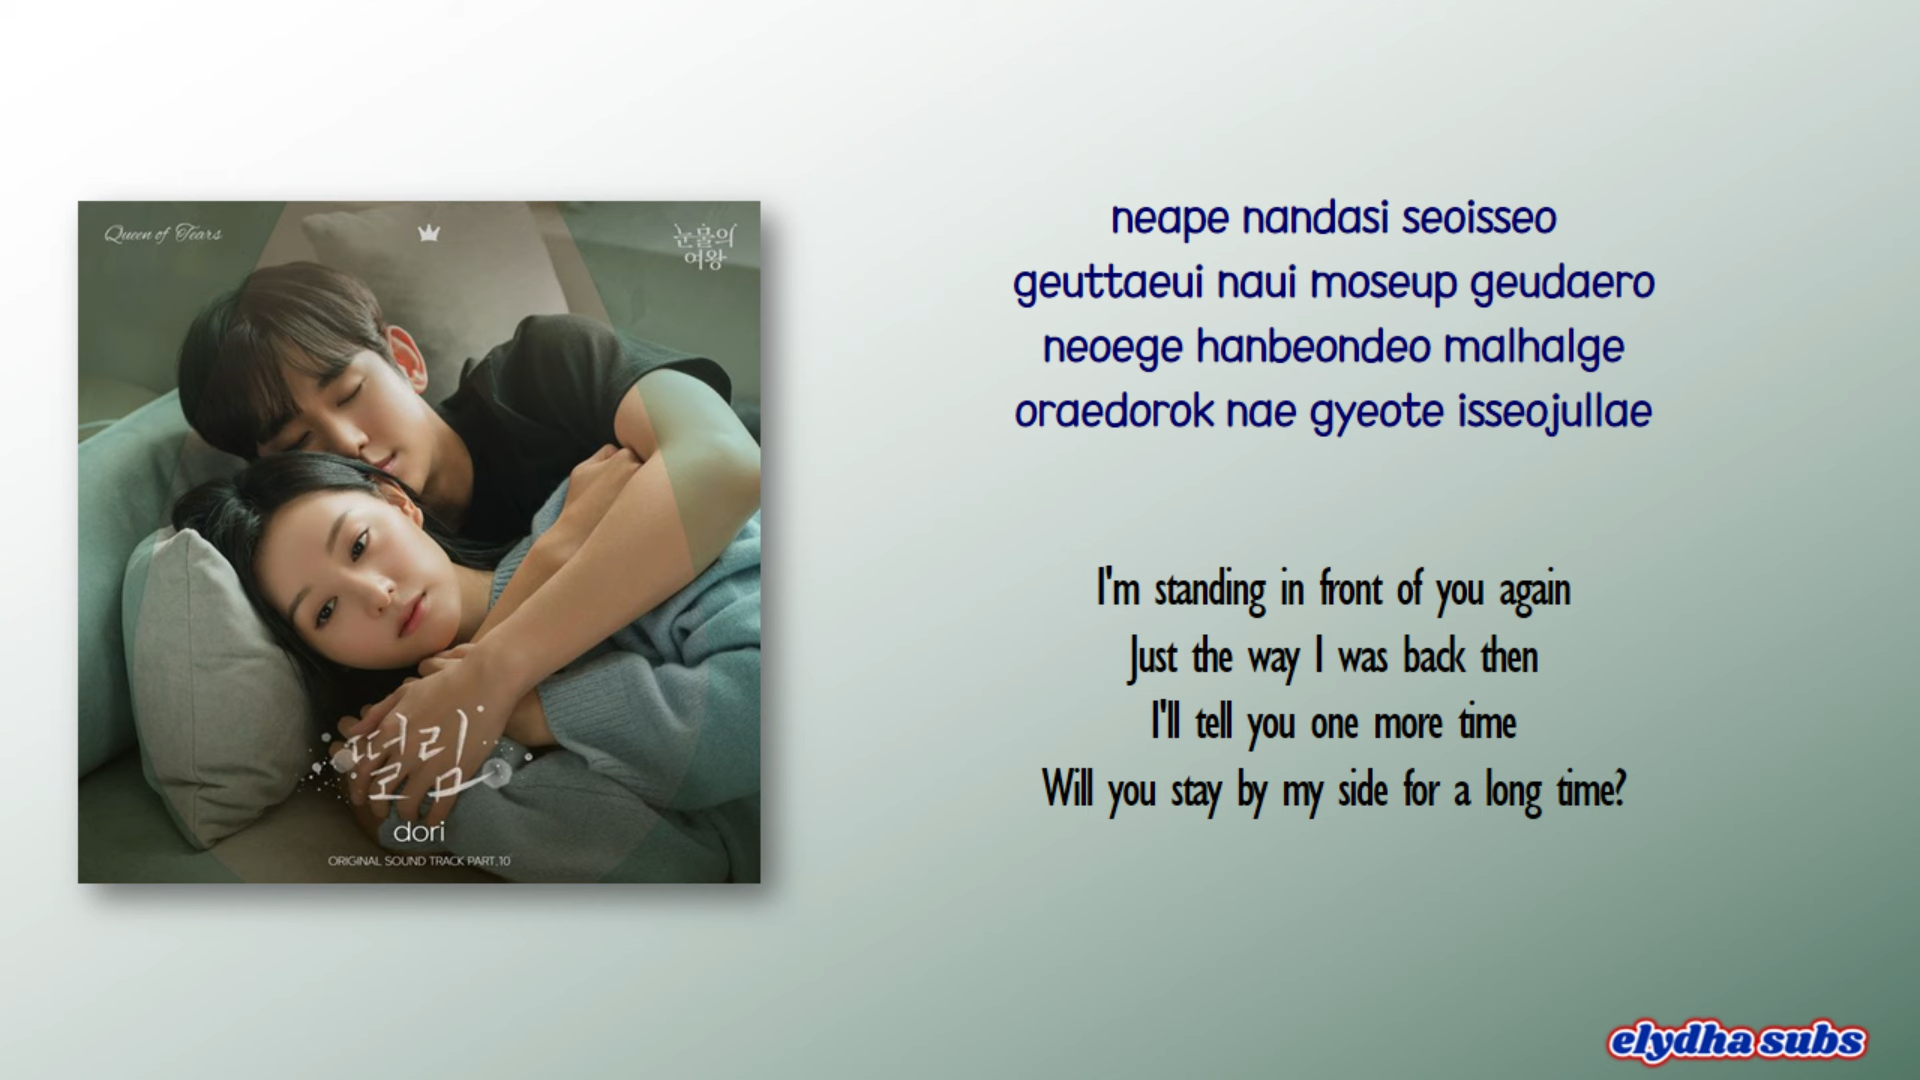 Queen of Tears
눈물의
여왕
떨림
dori
ORIGINAL SOUND TRACK PART.10
neape nandasi seoisseo
geuttaeui naui moseup geudaero
neoege hanbeondeo malhalge
oraedorok nae gyeote isseojullae
I'm standing in front of you again
Just the way I was back then
I'll tell you one more time
Will you stay by my side for a long time?
elydha subs